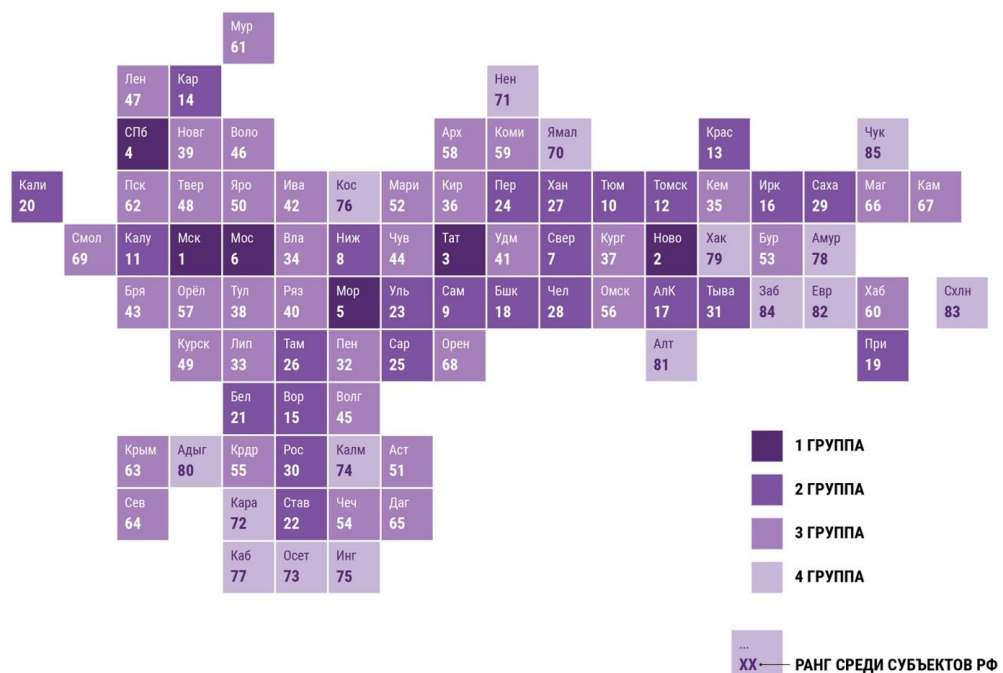 Мур
61
Лен
47
Кар
14
Нен
71
СПб
4
Новг
39
Воло
46
Арх
58
Коми
59
Ямал
70
Крас
13
Чук
85
Кали
20
Пск
62
Твер
48
Яро
50
Ива
42
Кос
76
Мари
52
Кир
36
Пер
24
Хан
27
Тюм
10
Томск
12
Кем
35
Ирк
16
Саха
29
Маг
66
Кам
67
Смол
69
Калу
11
Мск
1
Мос
6
Вла
34
Ниж
8
Чув
44
Тат
3
Удм
41
Свер
7
Кург
37
Ново
2
Хак
79
Бур
53
Амур
78
Бря
43
Орёл
57
Тул
38
Ряз
40
Мор
5
Уль
23
Сам
9
Бшк
18
Чел
28
Омск
56
АлК
17
Тыва
31
Заб
84
Евр
82
Хаб
60
Схлн
83
Курск
49
Лип
33
Там
26
Пен
32
Сар
25
Орен
68
Алт
81
При
19
Бел
21
Вор
15
Волг
45
Крым
63
Адыг
80
Крдр
55
Рос
30
Калм
74
Аст
51
Сев
64
Кара
72
Став
22
Чеч
54
Даг
65
Каб
77
Осет
73
Инг
75
1 ГРУППА
2 ГРУППА
3 ГРУППА
4 ГРУППА
...
XX
РАНГ СРЕДИ СУБЪЕКТОВ РФ